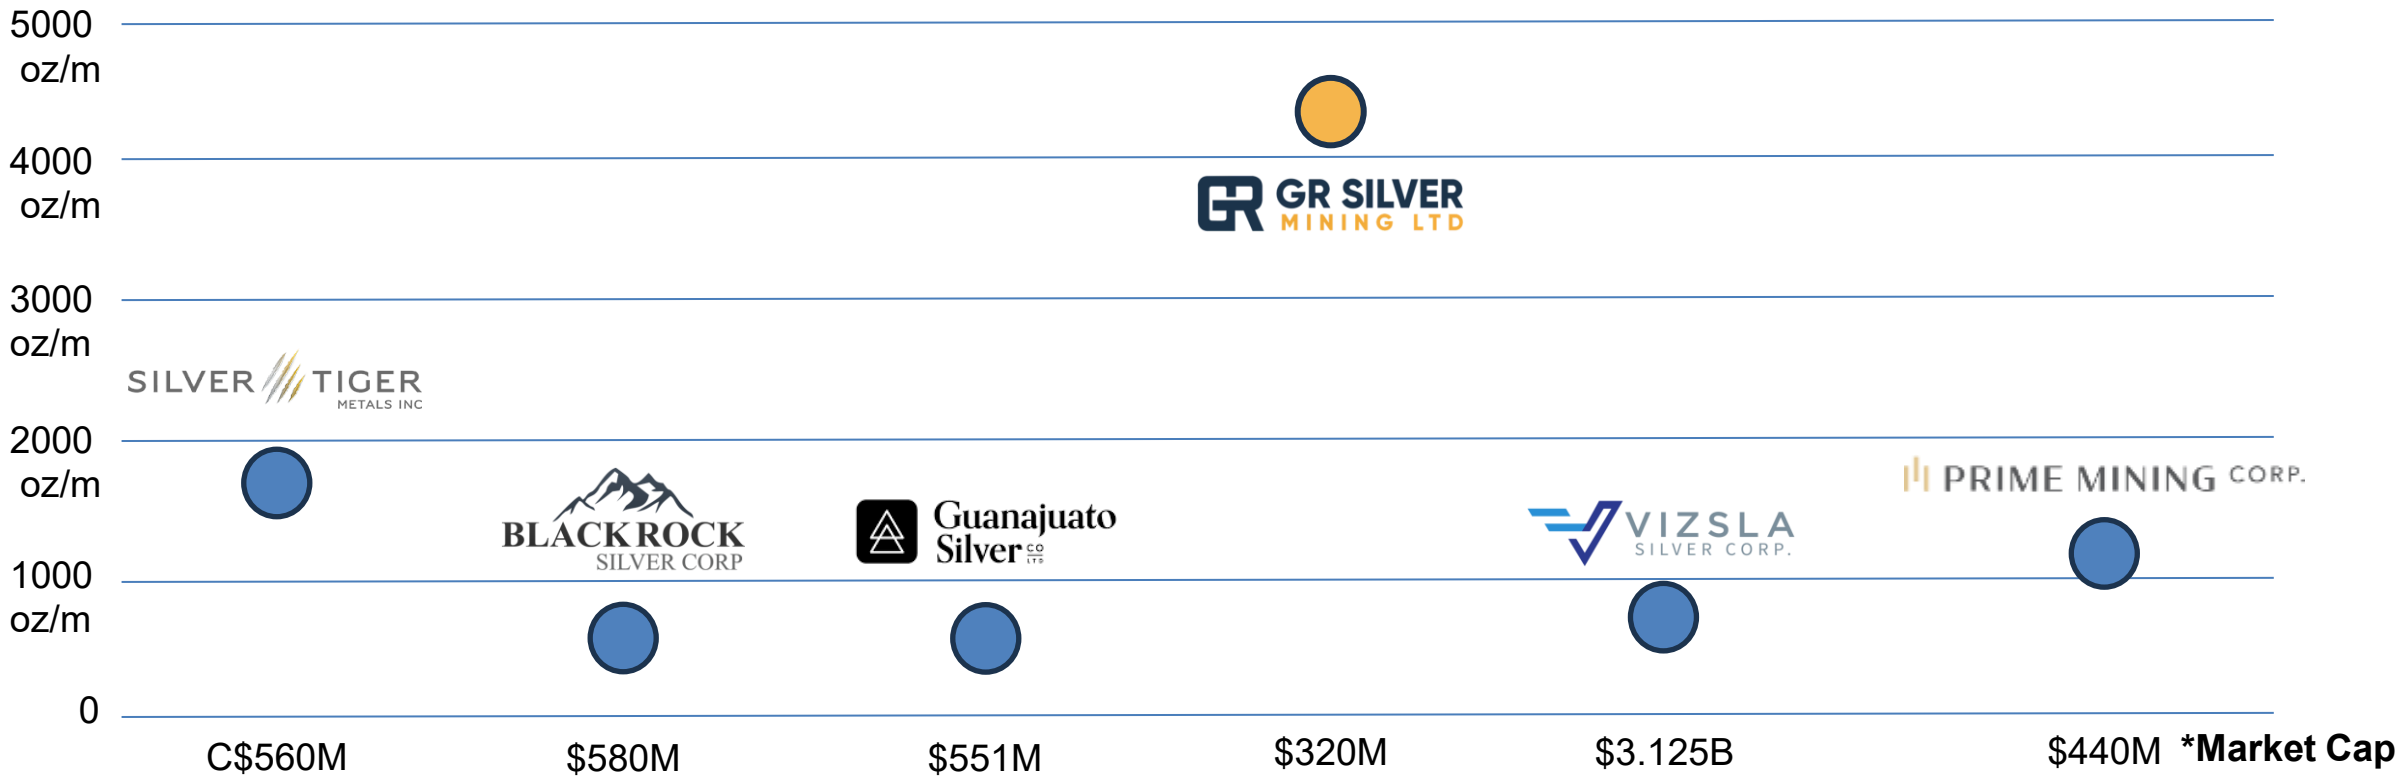 5000
oz/m
4000
oz/m
GR SILVER
MINING LTD
3000
oz/m
SILVER TIGER
METALS INC
2000
oz/m
BLACKROCK
SILVER CORP
Guanajuato
Silver CO LTD
VIZSLA
SILVER CORP.
PRIME MINING CORP.
1000
oz/m
0
C$560M
$580M
$551M
$320M
$3.125B
$440M
*Market Cap